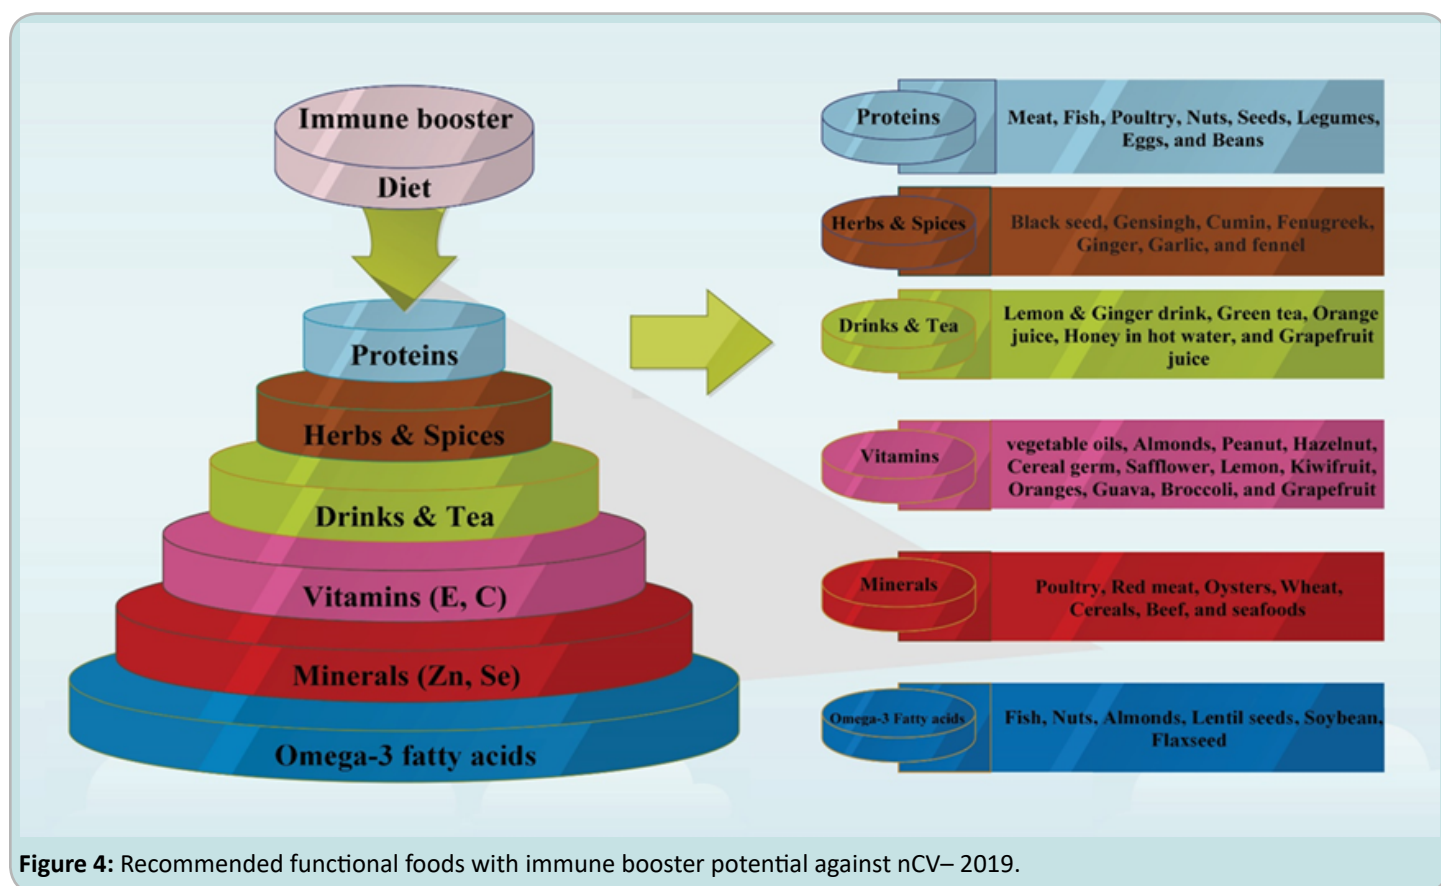 Immune booster
Diet
Proteins
Herbs & Spices
Drinks & Tea
Vitamins (E, C)
Minerals (Zn, Se)
Omega-3 fatty acids
Proteins
Meat, Fish, Poultry, Nuts, Seeds, Legumes,
Eggs, and Beans
Herbs & Spices
Black seed, Gensingh, Cumin, Fenugreek,
Ginger, Garlic, and fennel
Drinks & Tea
Lemon & Ginger drink, Green tea, Orange
juice, Honey in hot water, and Grapefruit
juice
Vitamins
vegetable oils, Almonds, Peanut, Hazelnut,
Cereal germ, Safflower, Lemon, Kiwifruit,
Oranges, Guava, Broccoli, and Grapefruit
Minerals
Poultry, Red meat, Oysters, Wheat,
Cereals, Beef, and seafoods
Omega-3 Fatty acids
Fish, Nuts, Almonds, Lentil seeds, Soybean,
Flaxseed
Figure 4: Recommended functional foods with immune booster potential against nCV– 2019.